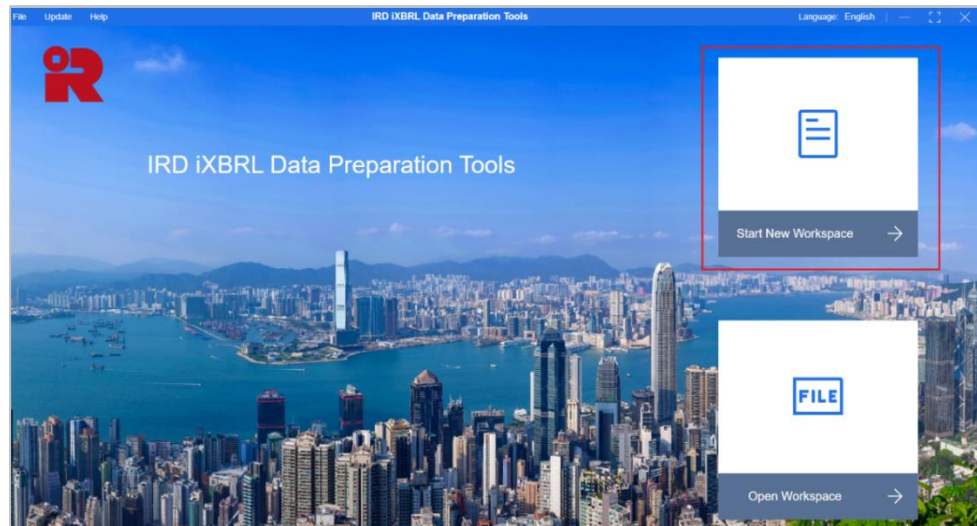 File Update Help IRD iXBRL Data Preparation Tools Language: English
iR
IRD iXBRL Data Preparation Tools
Start New Workspace
FILE
Open Workspace